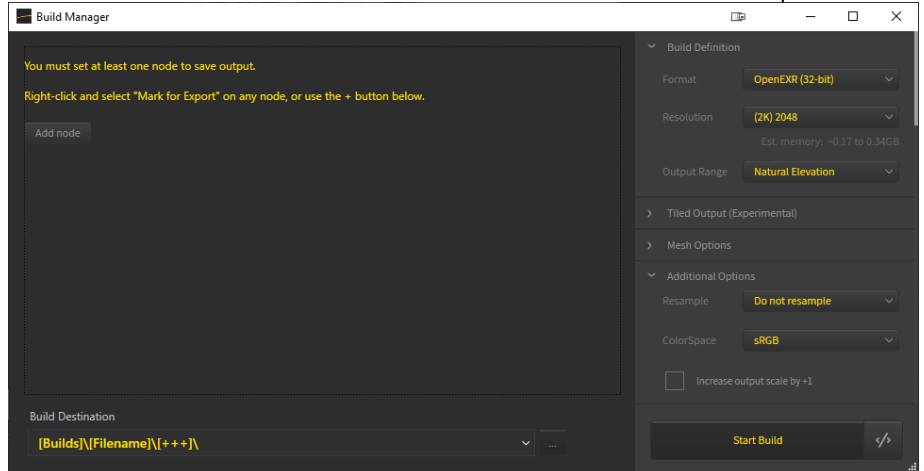 Build Manager
You must set at least one node to save output.
Right-click and select "Mark for Export" on any node, or use the + button below.
Add node
Build Destination
[Builds]\[Filename]\[+++]\
...
Build Definition
Format
OpenEXR (32-bit)
Resolution
(2K) 2048
Est. memory: ~0.17 to 0.34GB
Output Range
Natural Elevation
Tiled Output (Experimental)
Mesh Options
Additional Options
Resample
Do not resample
ColorSpace
sRGB
Increase output scale by +1
Start Build